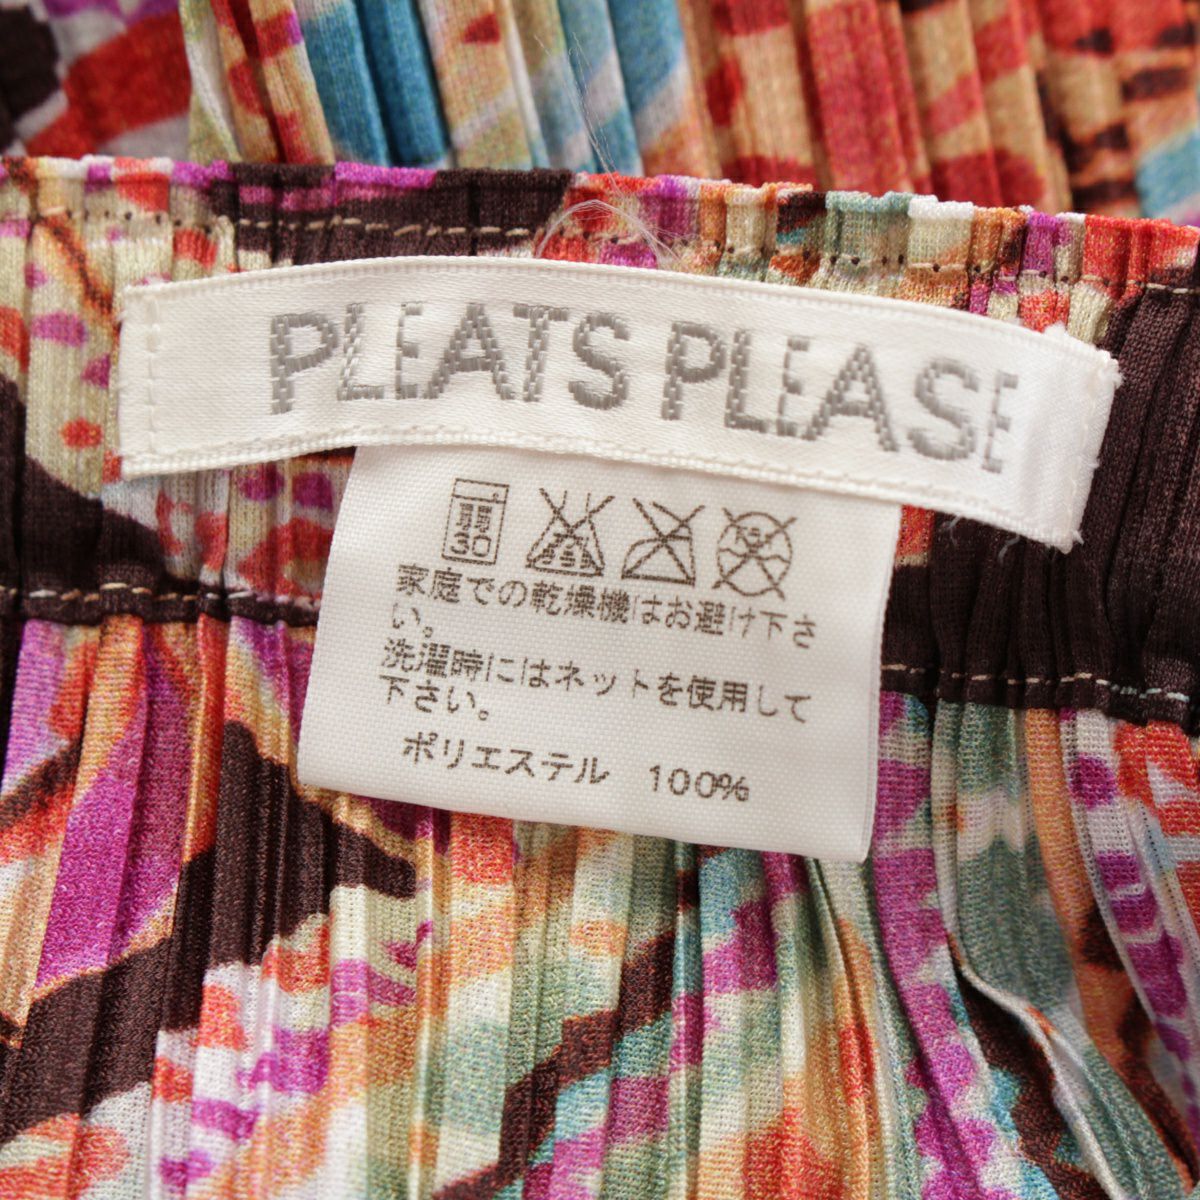 PLEATS PLEASE
弱
30
家庭での乾燥機はお避け下さ
い。
洗濯時にはネットを使用して
下さい。
ポリエステル 100%